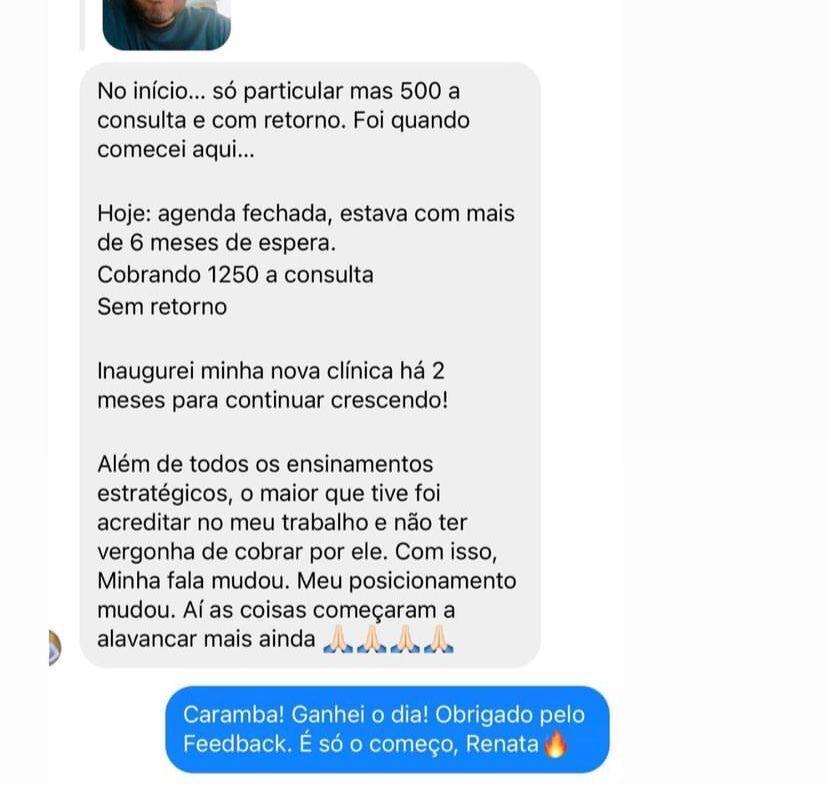 No início... só particular mas 500 a
consulta e com retorno. Foi quando
comecei aqui...
Hoje: agenda fechada, estava com mais
de 6 meses de espera.
Cobrando 1250 a consulta
Sem retorno
Inaugurei minha nova clínica há 2
meses para continuar crescendo!
Além de todos os ensinamentos
estratégicos, o maior que tive foi
acreditar no meu trabalho e não ter
vergonha de cobrar por ele. Com isso,
Minha fala mudou. Meu posicionamento
mudou. Aí as coisas começaram a
alavancar mais ainda 🙏🏻🙏🏻🙏🏻🙏🏻
Caramba! Ganhei o dia! Obrigado pelo
Feedback. É só o começo, Renata🔥